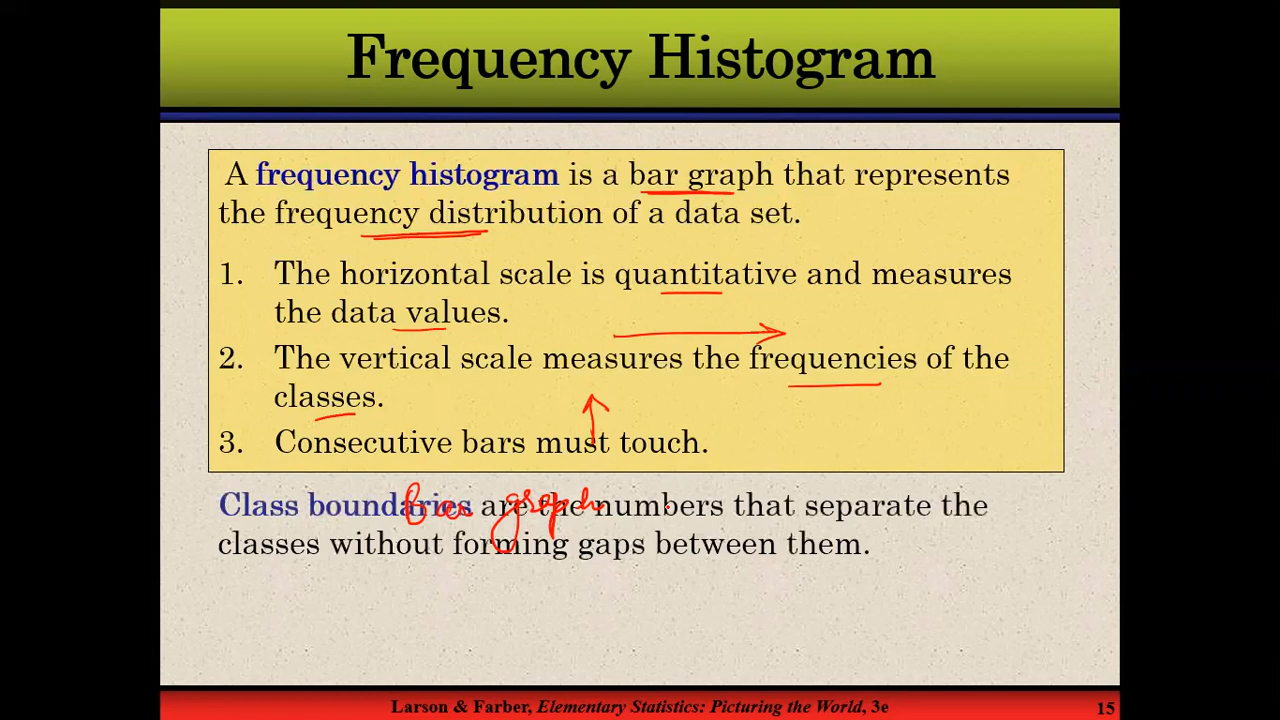 Frequency Histogram
A frequency histogram is a bar graph that represents
the frequency distribution of a data set.
1. The horizontal scale is quantitative and measures
the data values.
2. The vertical scale measures the frequencies of the
classes.
3. Consecutive bars must touch.
Class boundaries are the numbers that separate the
bar graph
classes without forming gaps between them.
Larson & Farber, Elementary Statistics: Picturing the World, 3e
15